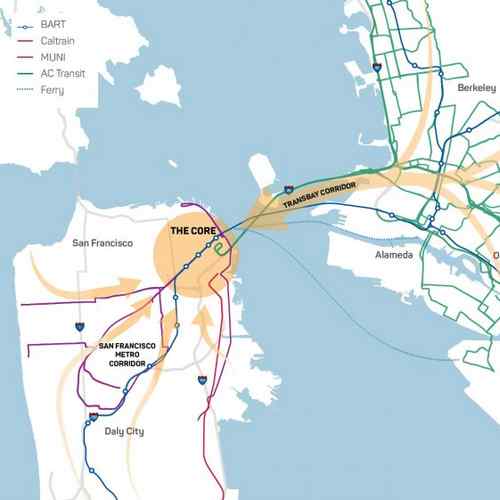 BART
Caltrain
MUNI
AC Transit
Ferry
Berkeley
TRANSBAY CORRIDOR
THE CORE
San Francisco
Alameda
SAN FRANCISCO
METRO
CORRIDOR
Daly City